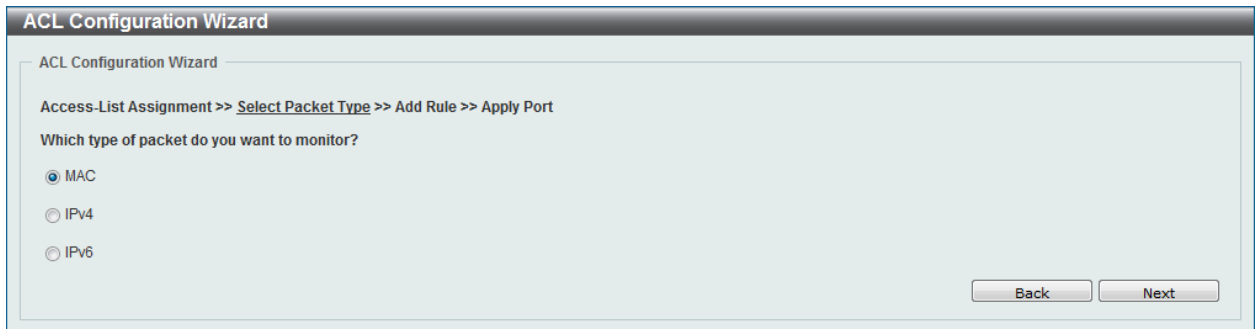 ACL Configuration Wizard
ACL Configuration Wizard
Access-List Assignment >> Select Packet Type >> Add Rule >> Apply Port
Which type of packet do you want to monitor?
MAC
IPv4
IPv6
Back Next